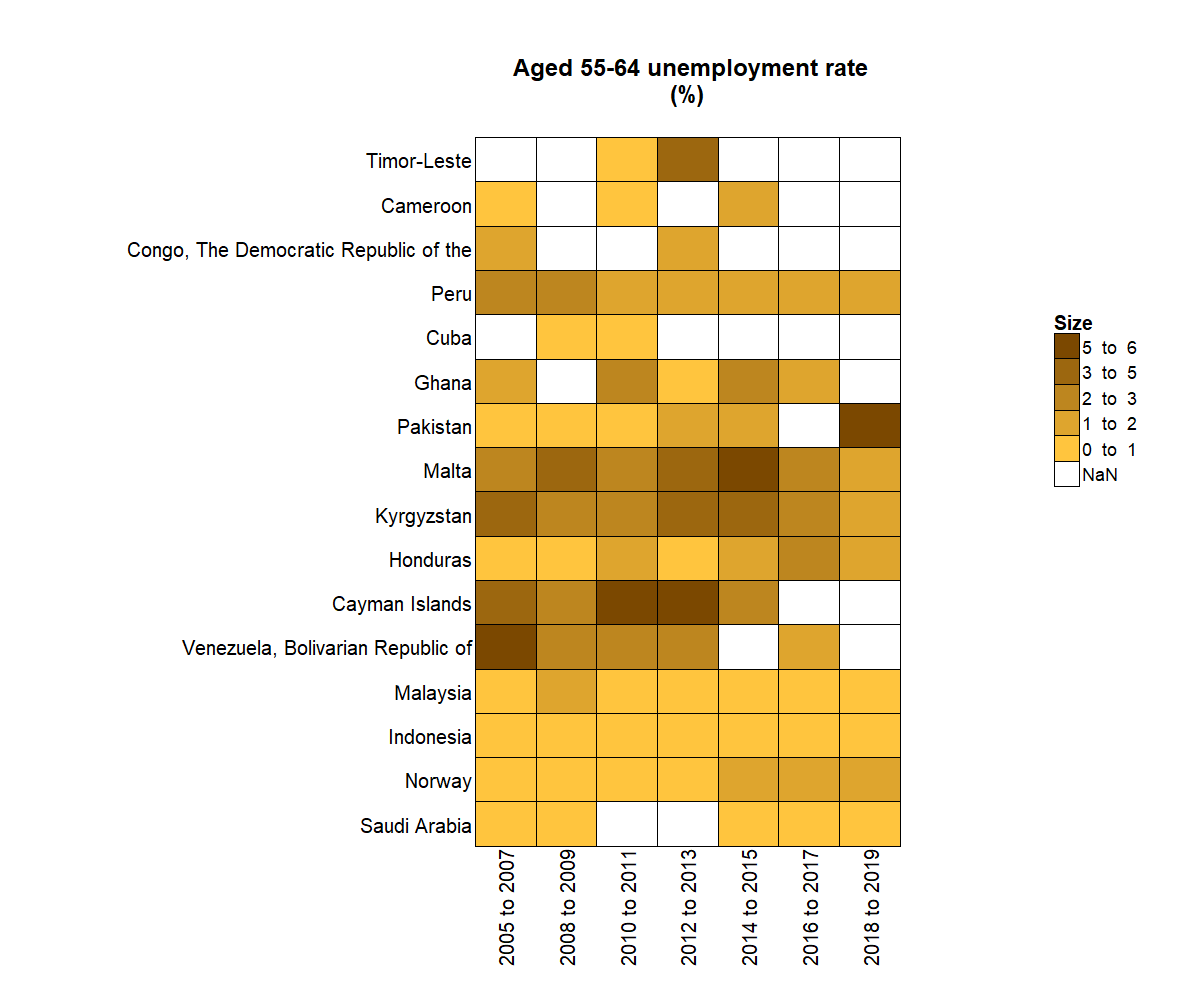 Aged 55-64 unemployment rate
(%)
Timor-Leste
Cameroon
Congo, The Democratic Republic of the
Peru
Cuba
Ghana
Pakistan
Malta
Kyrgyzstan
Honduras
Cayman Islands
Venezuela, Bolivarian Republic of
Malaysia
Indonesia
Norway
Saudi Arabia
2005 to 2007
2008 to 2009
2010 to 2011
2012 to 2013
2014 to 2015
2016 to 2017
2018 to 2019
Size
5 to 6
3 to 5
2 to 3
1 to 2
0 to 1
NaN